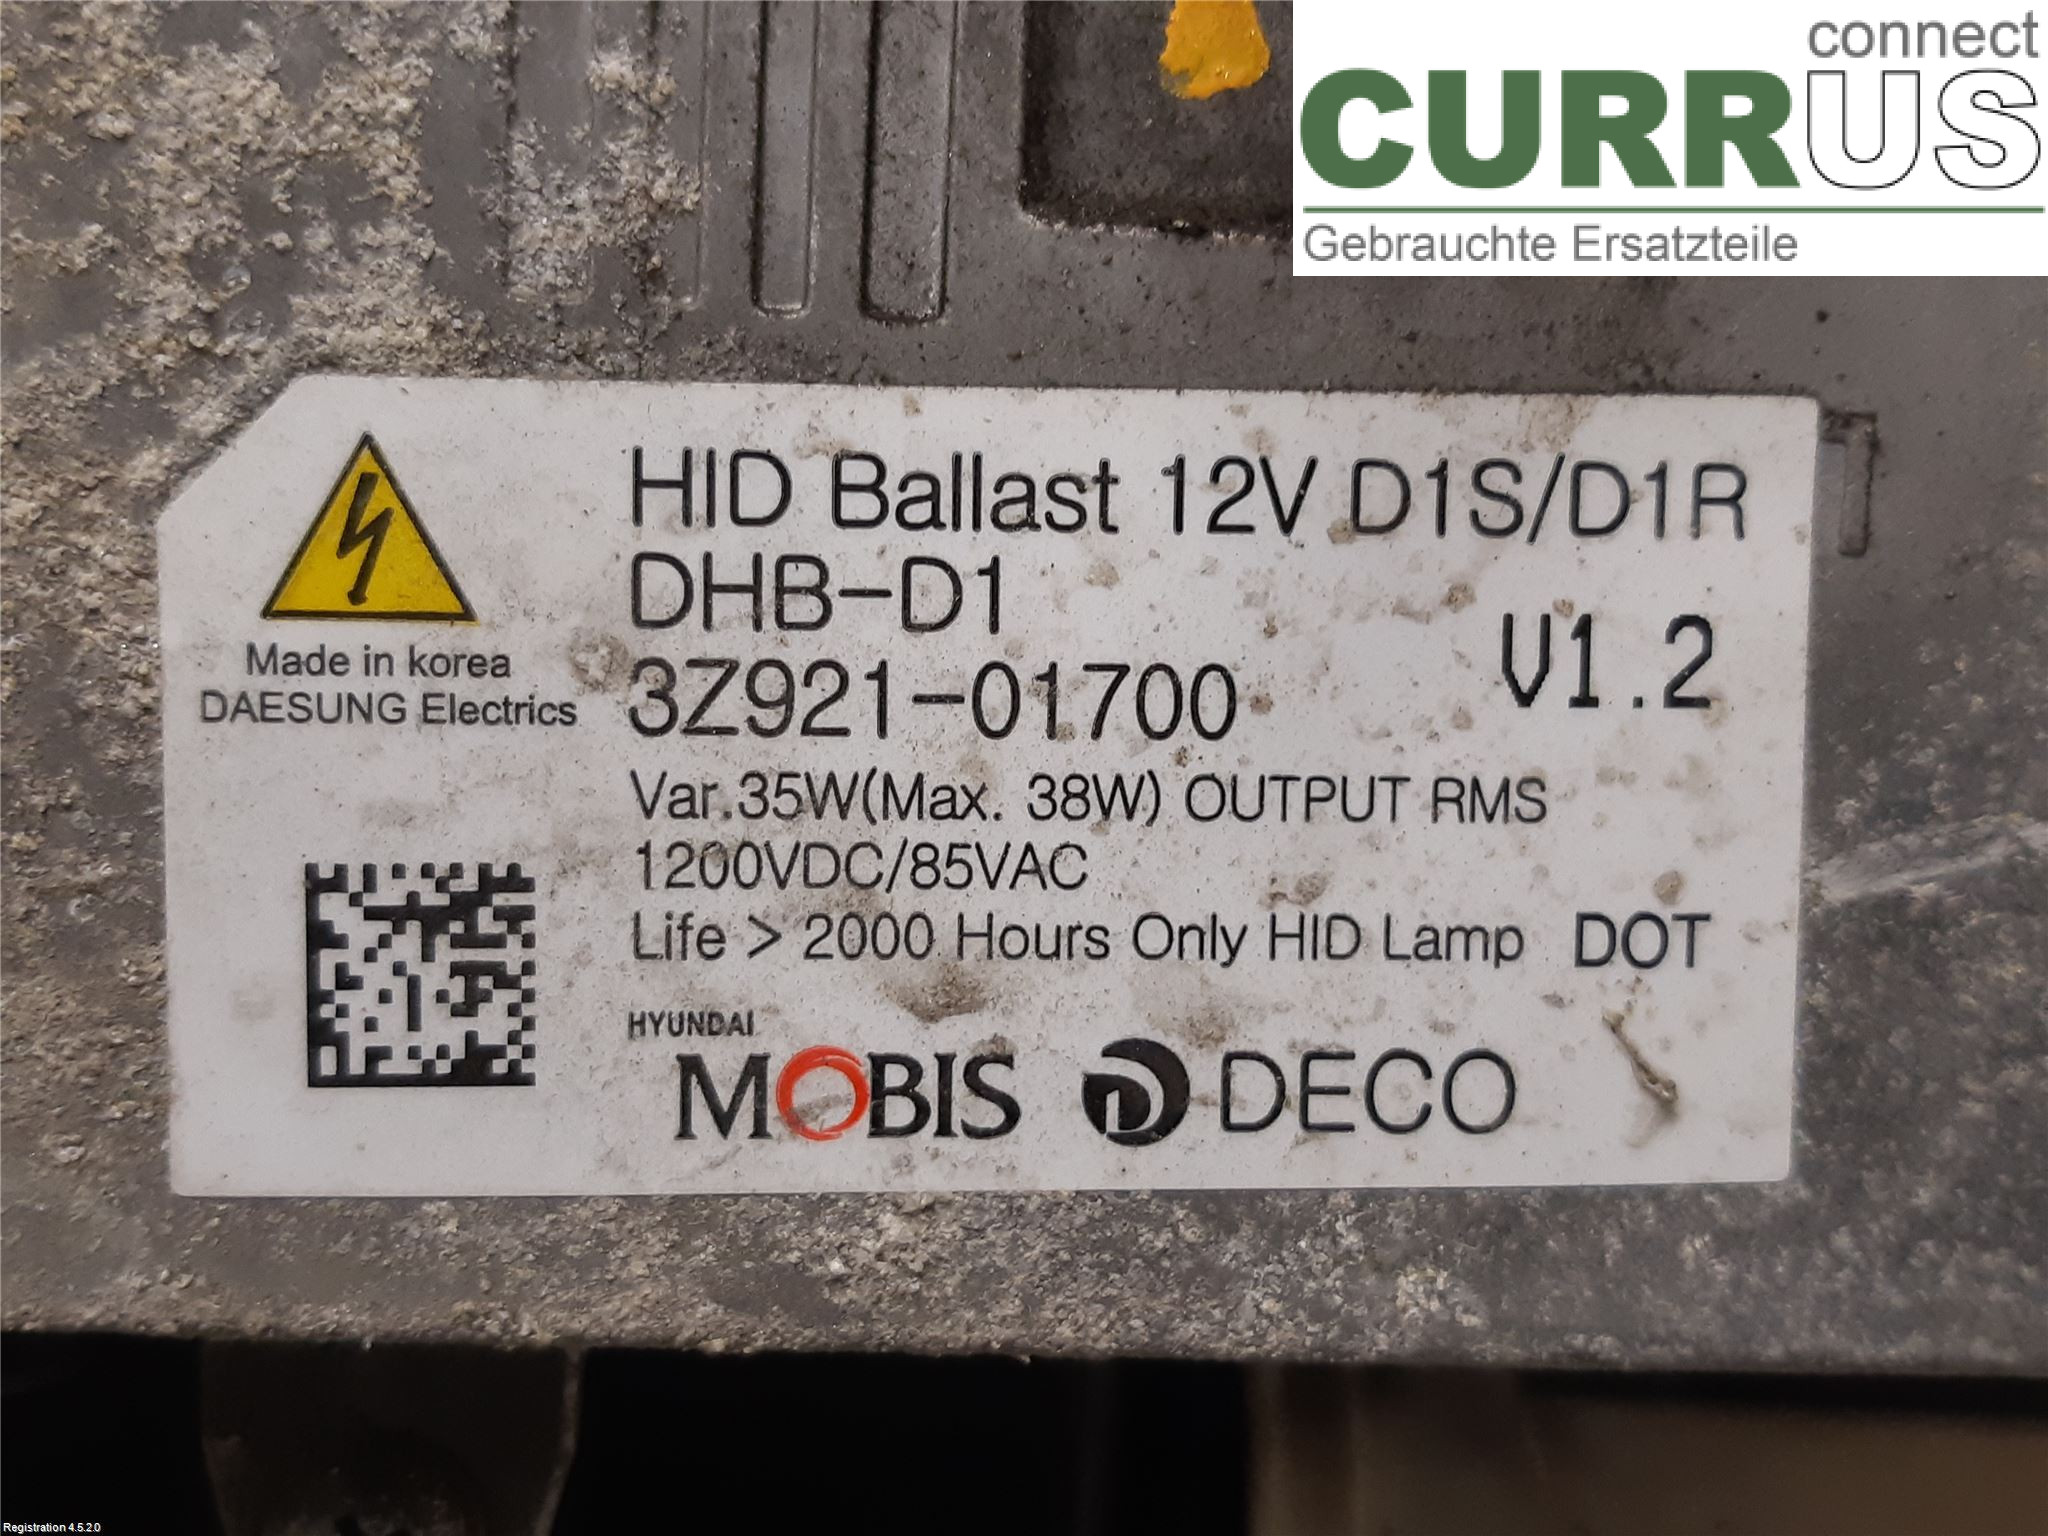 connect
CURRUS
Gebrauchte Ersatzteile
HID Ballast 12V D1S/D1R
DHB-D1
V1.2
Made in korea
DAESUNG Electrics
3Z921-01700
Var.35W(Max. 38W) OUTPUT RMS
1200VDC/85VAC
Life > 2000 Hours Only HID Lamp DOT
HYUNDAI
MOBIS DECO
Registration 4.5.2.0